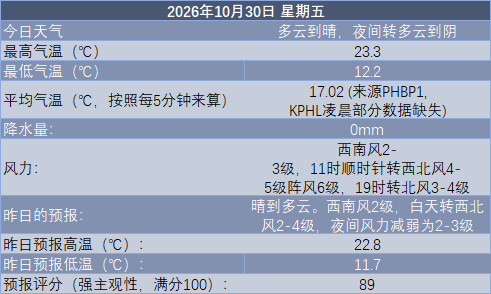 2026年10月30日 星期五
今日天气 多云到晴，夜间转多云到阴
最高气温（℃） 23.3
最低气温（℃） 12.2
平均气温（℃，按照每5分钟来算） 17.02 (来源PHBP1,
KPHL凌晨部分数据缺失)
降水量： 0mm
风力： 西南风2-
3级，11时顺时针转西北风4-
5级阵风6级，19时转北风3-4级
昨日的预报： 晴到多云。西南风2级，白天转西北
风2-4级，夜间风力减弱为2-3级
昨日预报高温（℃）： 22.8
昨日预报低温（℃）： 11.7
预报评分（强主观性，满分100）： 89